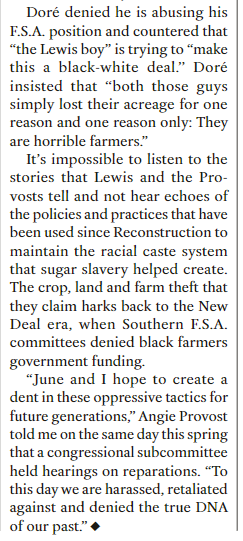 Doré denied he is abusing his
F.S.A. position and countered that
“the Lewis boy” is trying to “make
this a black-white deal.” Doré
insisted that “both those guys
simply lost their acreage for one
reason and one reason only: They
are horrible farmers.”
It’s impossible to listen to the
stories that Lewis and the Pro-
vosts tell and not hear echoes of
the policies and practices that have
been used since Reconstruction to
maintain the racial caste system
that sugar slavery helped create.
The crop, land and farm theft that
they claim harks back to the New
Deal era, when Southern F.S.A.
committees denied black farmers
government funding.
“June and I hope to create a
dent in these oppressive tactics for
future generations,” Angie Provost
told me on the same day this spring
that a congressional subcommittee
held hearings on reparations. “To
this day we are harassed, retaliated
against and denied the true DNA
of our past.” ◆